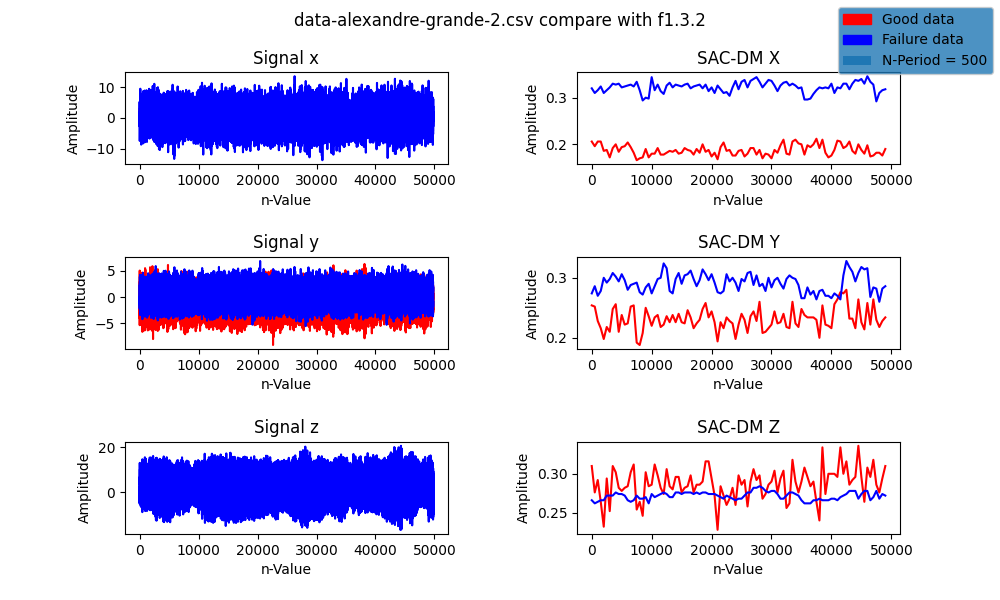 data-alexandre-grande-2.csv compare with f1.3.2
Good data
Failure data
N-Period = 500
Signal x
Amplitude
10
0
−10
0 10000 20000 30000 40000 50000
n-Value
SAC-DM X
Amplitude
0.3
0.2
0 10000 20000 30000 40000 50000
n-Value
Signal y
Amplitude
5
0
−5
0 10000 20000 30000 40000 50000
n-Value
SAC-DM Y
Amplitude
0.3
0.2
0 10000 20000 30000 40000 50000
n-Value
Signal z
Amplitude
20
0
0 10000 20000 30000 40000 50000
n-Value
SAC-DM Z
Amplitude
0.30
0.25
0 10000 20000 30000 40000 50000
n-Value